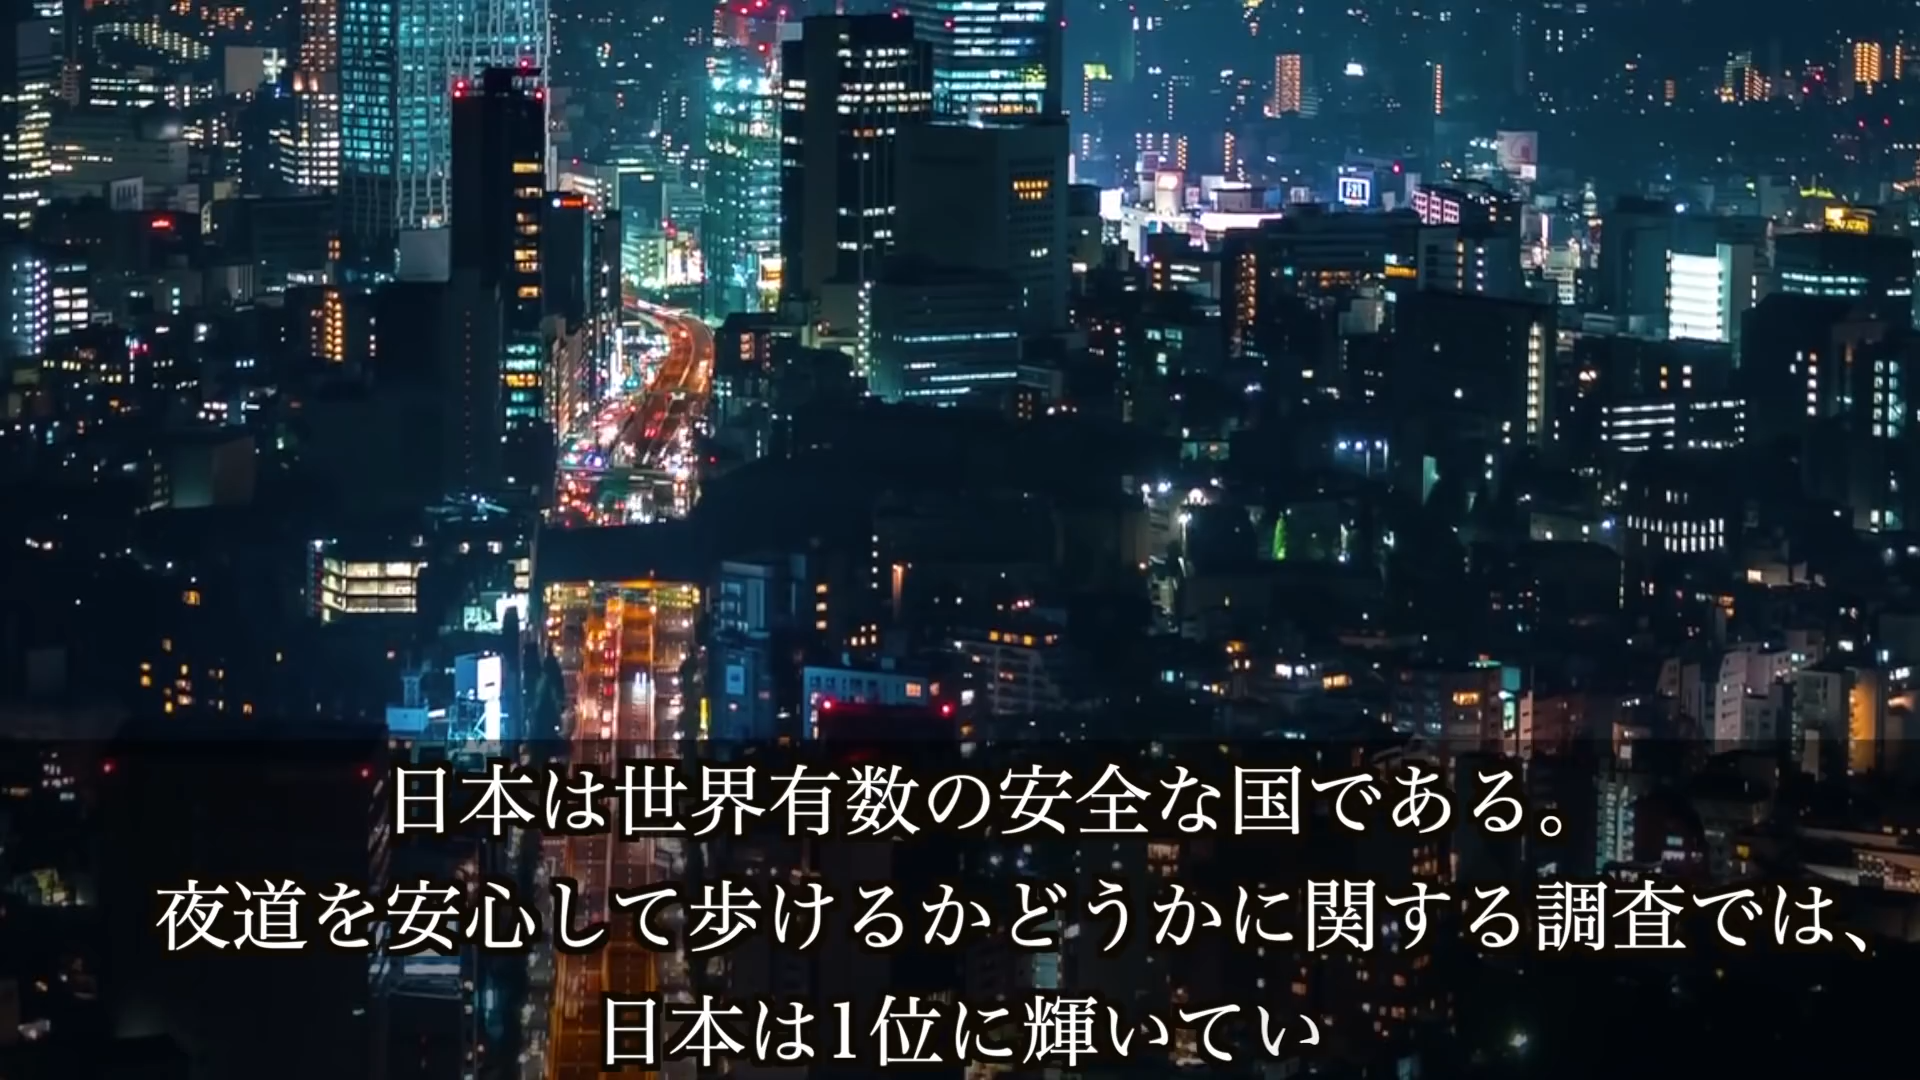 日本は世界有数の安全な国である。
夜道を安心して歩けるかどうかに関する調査では、
日本は1位に輝いてい